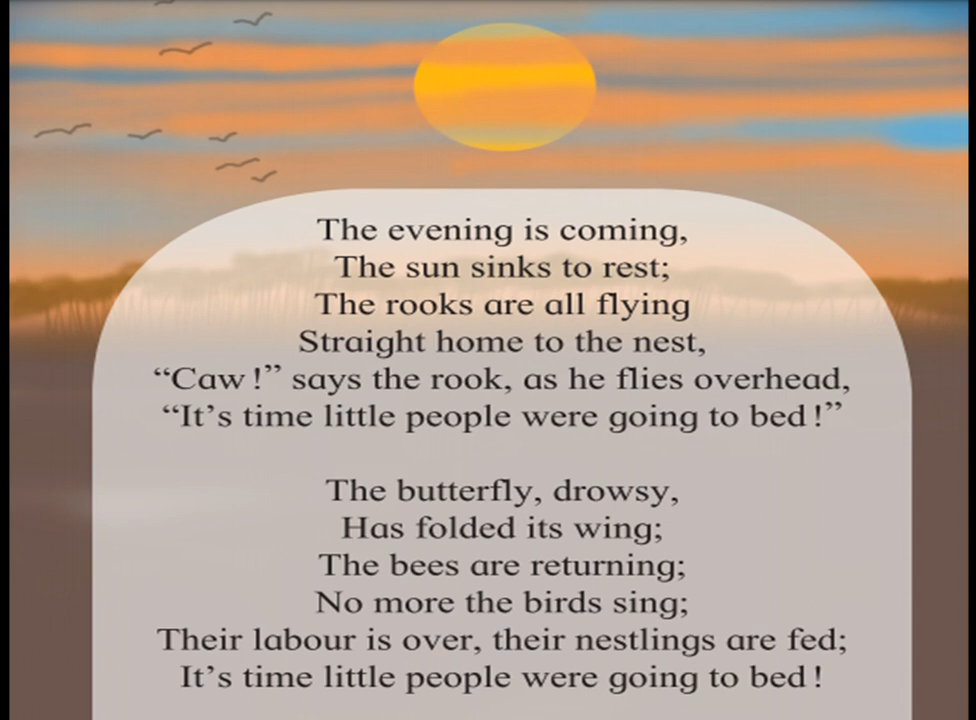 The evening is coming,
The sun sinks to rest;
The rooks are all flying
Straight home to the nest,
“Caw !” says the rook, as he flies overhead,
“It’s time little people were going to bed !”
The butterfly, drowsy,
Has folded its wing;
The bees are returning;
No more the birds sing;
Their labour is over, their nestlings are fed;
It’s time little people were going to bed !